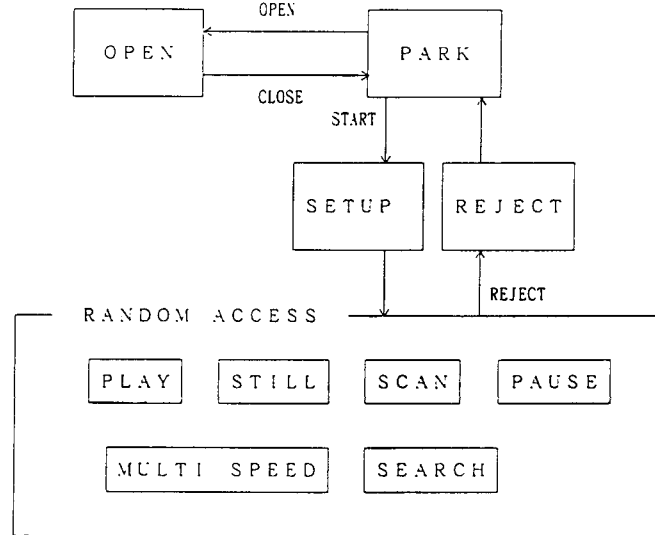 OPEN
OPEN
PARK
CLOSE
START
SETUP
REJECT
REJECT
RANDOM ACCESS
PLAY
STILL
SCAN
PAUSE
MULTI SPEED
SEARCH